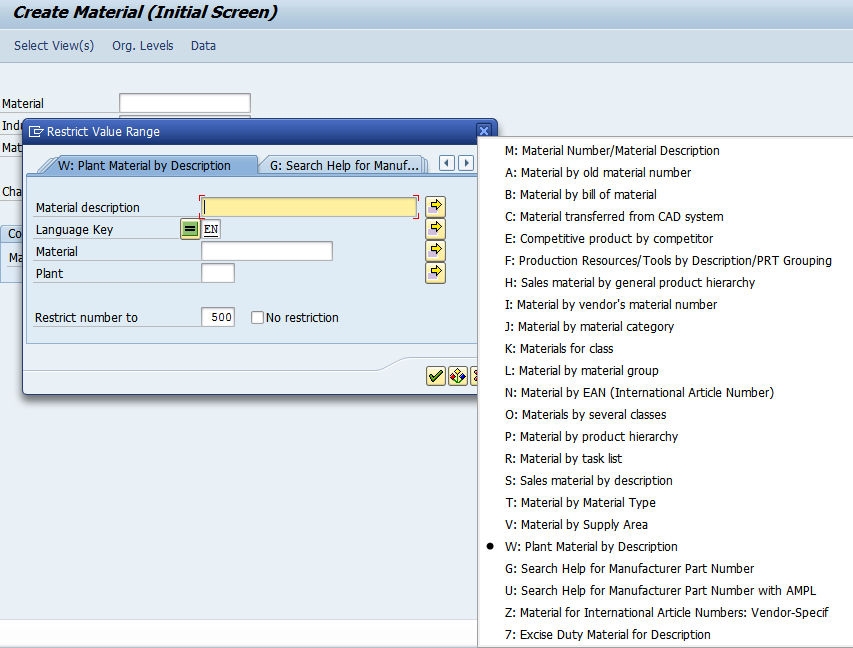 Create Material (Initial Screen)
Select View(s) Org. Levels Data
Material
Ind
Mat
Cha
Co
Ma
Restrict Value Range
W: Plant Material by Description G: Search Help for Manuf...
Material description
Language Key EN
Material
Plant
Restrict number to 500 No restriction
M: Material Number/Material Description
A: Material by old material number
B: Material by bill of material
C: Material transferred from CAD system
E: Competitive product by competitor
F: Production Resources/Tools by Description/PRT Grouping
H: Sales material by general product hierarchy
I: Material by vendor's material number
J: Material by material category
K: Materials for class
L: Material by material group
N: Material by EAN (International Article Number)
O: Materials by several classes
P: Material by product hierarchy
R: Material by task list
S: Sales material by description
T: Material by Material Type
V: Material by Supply Area
W: Plant Material by Description
G: Search Help for Manufacturer Part Number
U: Search Help for Manufacturer Part Number with AMPL
Z: Material for International Article Numbers: Vendor-Specif
7: Excise Duty Material for Description